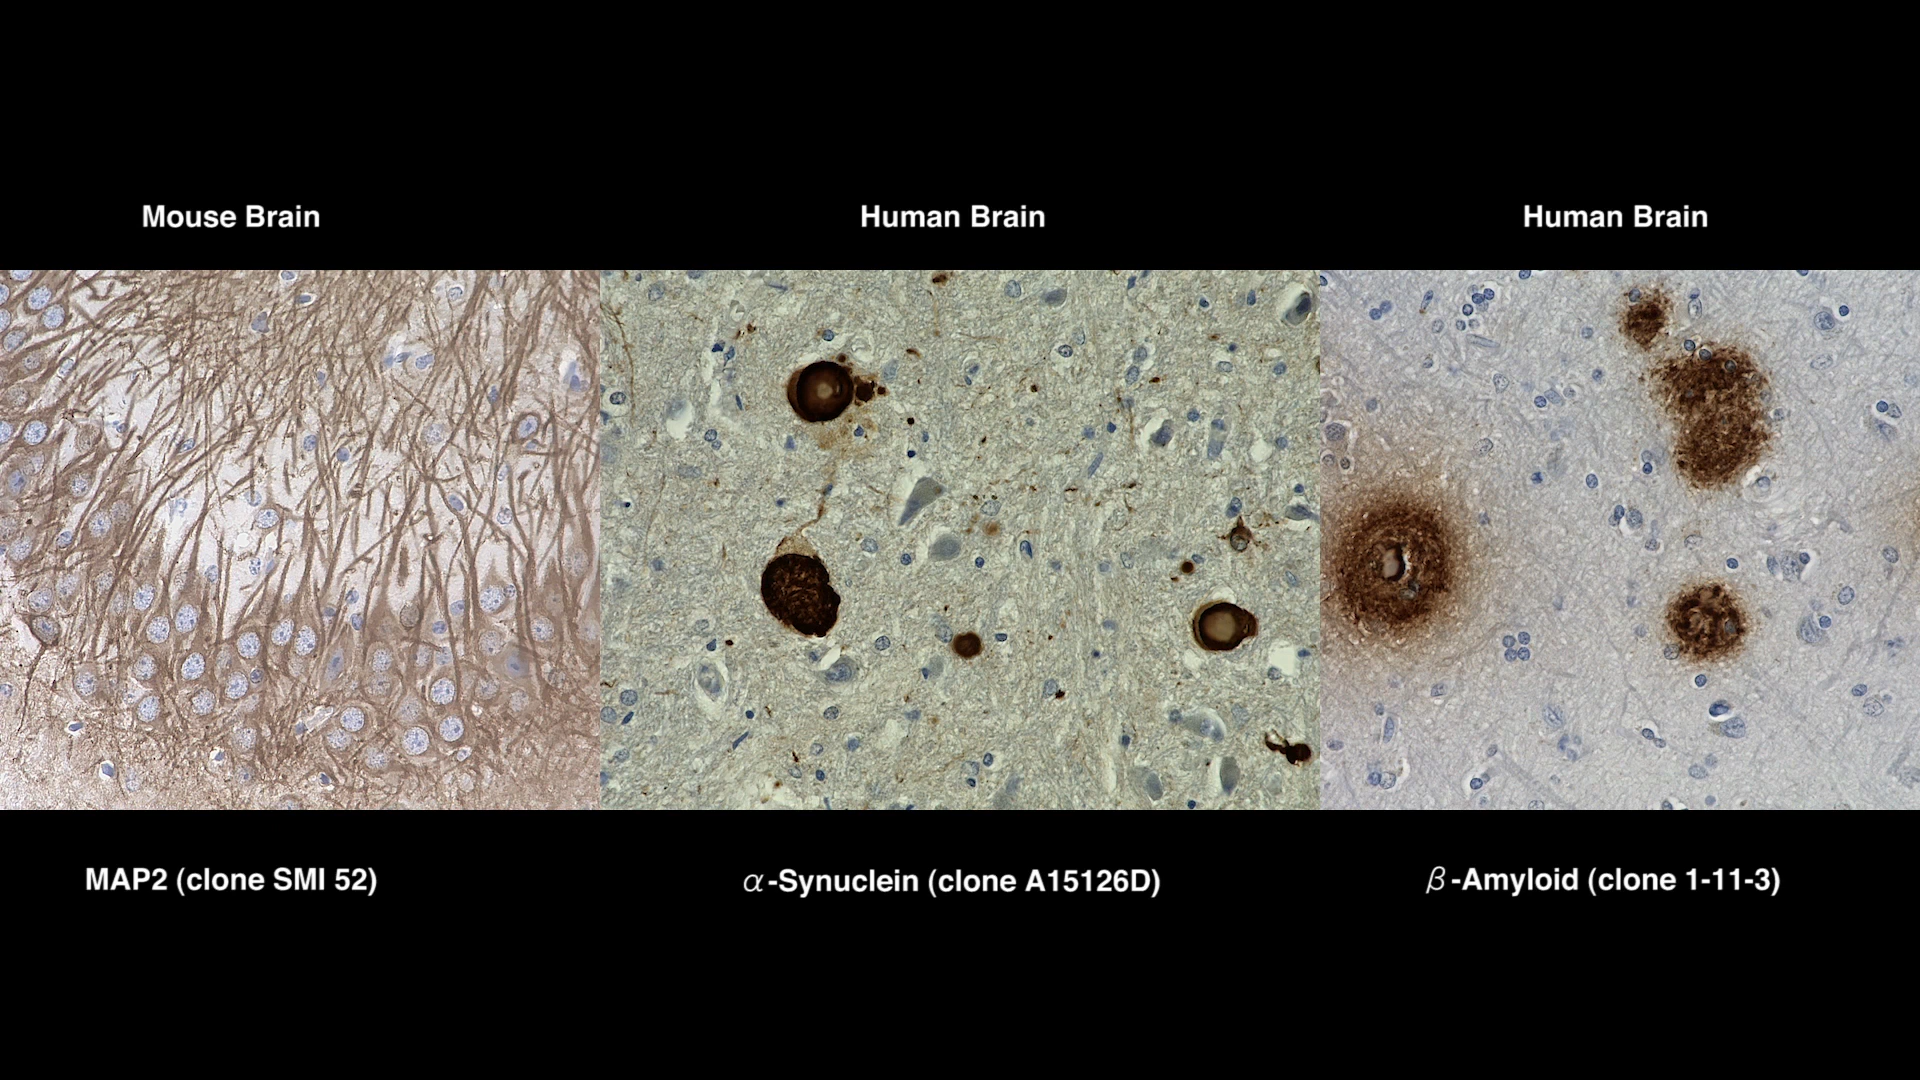 Mouse Brain
Human Brain
Human Brain
MAP2 (clone SMI 52)
α-Synuclein (clone A15126D)
β-Amyloid (clone 1-11-3)